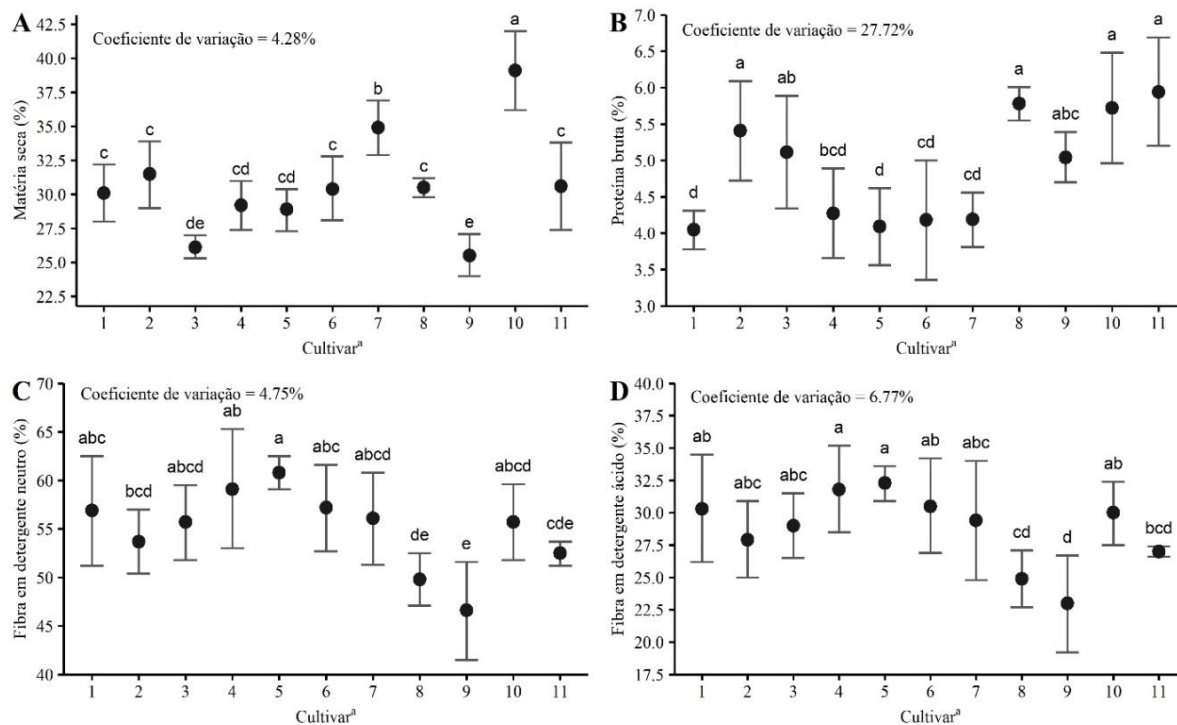 A
Coeficiente de variação = 4.28%
Matéria seca (%)
42.5
40.0
37.5
35.0
32.5
30.0
27.5
25.0
22.5
c
c
de
cd
cd
c
b
c
e
a
c
1 2 3 4 5 6 7 8 9 10 11
Cultivarᵃ
B
Coeficiente de variação = 27.72%
Proteína bruta (%)
7.0
6.5
6.0
5.5
5.0
4.5
4.0
3.5
3.0
d
a
ab
bcd
d
cd
cd
a
abc
a
a
1 2 3 4 5 6 7 8 9 10 11
Cultivarᵃ
C
Coeficiente de variação = 4.75%
Fibra em detergente neutro (%)
70
65
60
55
50
45
40
abc
bcd
abcd
ab
a
abc
abcd
de
e
abcd
cde
1 2 3 4 5 6 7 8 9 10 11
Cultivarᵃ
D
Coeficiente de variação = 6.77%
Fibra em detergente ácido (%)
40.0
37.5
35.0
32.5
30.0
27.5
25.0
22.5
20.0
17.5
ab
abc
abc
a
a
ab
abc
cd
d
ab
bcd
1 2 3 4 5 6 7 8 9 10 11
Cultivarᵃ